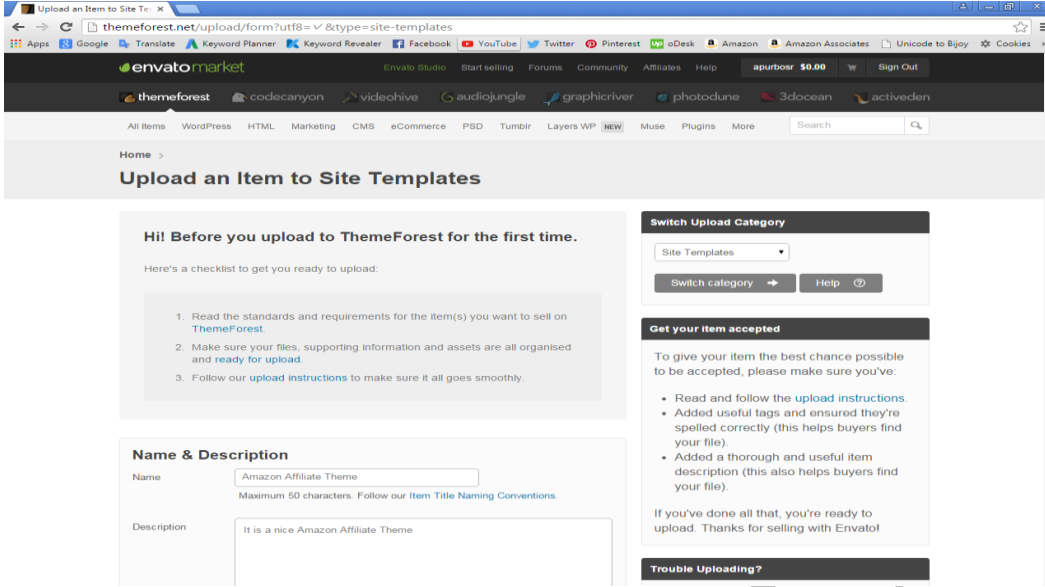 Upload an Item to Site Te
themeforest.net/upload/form?utf8=✓&type=site-templates
Apps Google Translate Keyword Planner Keyword Revealer Facebook YouTube Twitter Pinterest oDesk Amazon Amazon Associates Unicode to Bijoy Cookies
envatomarket Envato Studio Start selling Forums Community Affiliates Help apurbosr $0.00 Sign Out
themeforest codecanyon videohive audiojungle graphicriver photodune 3docean activeden
All Items WordPress HTML Marketing CMS eCommerce PSD Tumblr Layers WP NEW Muse Plugins More Search
Home >
Upload an Item to Site Templates
Hi! Before you upload to ThemeForest for the first time.
Here's a checklist to get you ready to upload:
1. Read the standards and requirements for the item(s) you want to sell on
ThemeForest.
2. Make sure your files, supporting information and assets are all organised
and ready for upload.
3. Follow our upload instructions to make sure it all goes smoothly.
Name & Description
Name Amazon Affiliate Theme
Maximum 50 characters. Follow our Item Title Naming Conventions.
Description It is a nice Amazon Affiliate Theme
Switch Upload Category
Site Templates
Switch category Help
Get your item accepted
To give your item the best chance possible
to be accepted, please make sure you've:
• Read and follow the upload instructions.
• Added useful tags and ensured they're
spelled correctly (this helps buyers find
your file).
• Added a thorough and useful item
description (this also helps buyers find
your file).
If you've done all that, you're ready to
upload. Thanks for selling with Envato!
Trouble Uploading?